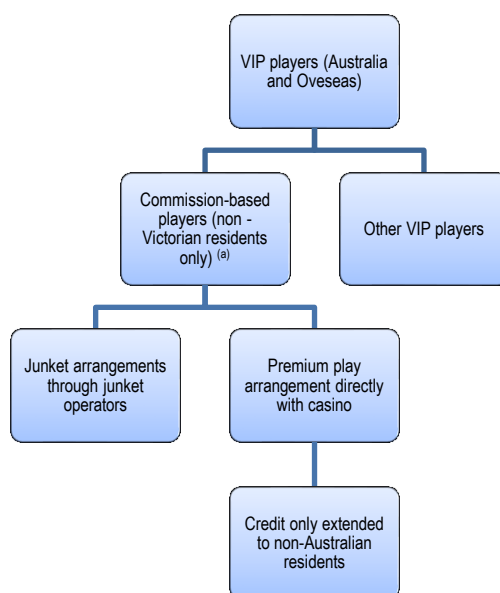 VIP players (Australia
and Oveseas)
Commission-based
players (non -
Victorian residents
only) (a)
Other VIP players
Junket arrangements
through junket
operators
Premium play
arrangement directly
with casino
Credit only extended
to non-Australian
residents